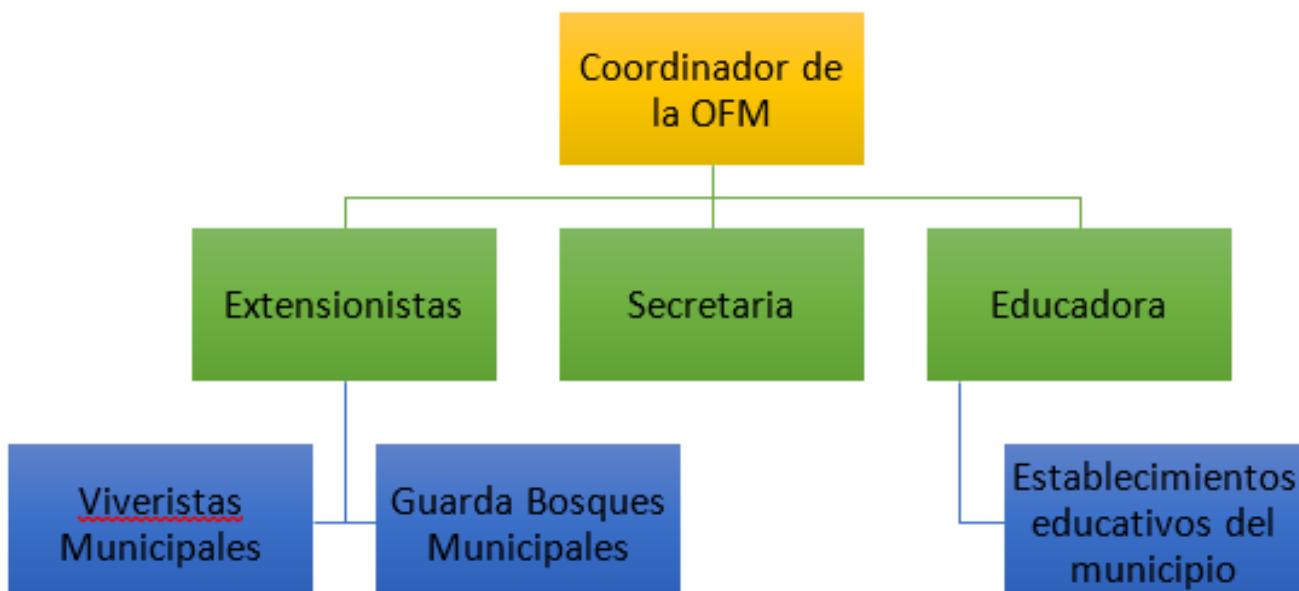 Coordinador de
la OFM
Extensionistas
Secretaria
Educadora
Viveristas
Municipales
Guarda Bosques
Municipales
Establecimientos
educativos del
municipio